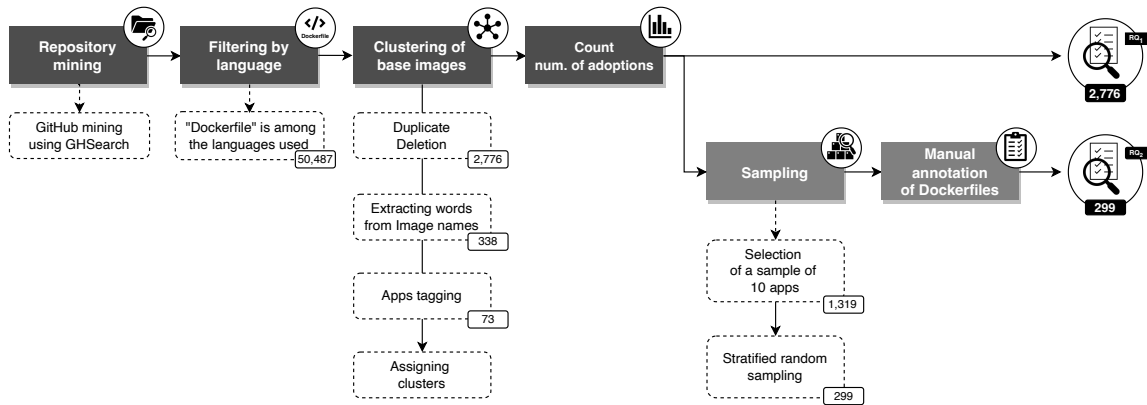 Repository
mining
GitHub mining
using GHSearch
</>
Dockerfile
Filtering by
language
"Dockerfile" is among
the languages used
50,487
Clustering of
base images
Duplicate
Deletion
2,776
Extracting words
from Image names
338
Apps tagging
73
Assigning
clusters
Count
num. of adoptions
RQ1
2,776
Sampling
Selection
of a sample of
10 apps
1,319
Stratified random
sampling
299
Manual
annotation
of Dockerfiles
RQ2
299